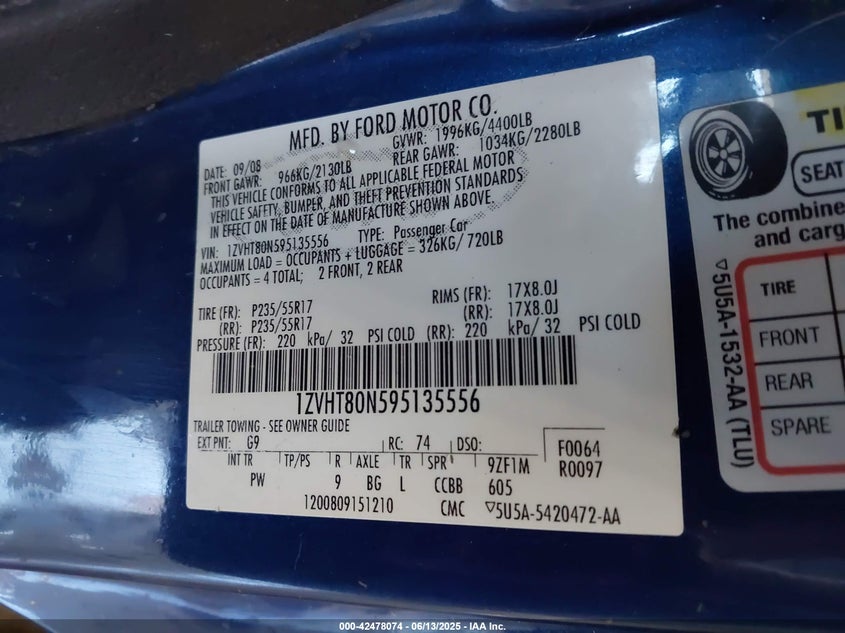 MFD. BY FORD MOTOR CO.
DATE: 09/08 GVWR: 1996KG/4400LB
FRONT GAWR: 966KG/2130LB REAR GAWR: 1034KG/2280LB
THIS VEHICLE CONFORMS TO ALL APPLICABLE FEDERAL MOTOR
VEHICLE SAFETY, BUMPER, AND THEFT PREVENTION STANDARDS
IN EFFECT ON THE DATE OF MANUFACTURE SHOWN ABOVE.
VIN: 1ZVHT80N595135556 TYPE: Passenger Car
MAXIMUM LOAD = OCCUPANTS + LUGGAGE = 326KG/ 720LB
OCCUPANTS = 4 TOTAL; 2 FRONT, 2 REAR
TIRE (FR): P235/55R17 RIMS (FR): 17X8.0J
(RR): P235/55R17 (RR): 17X8.0J
PRESSURE (FR): 220 kPa/ 32 PSI COLD (RR): 220 kPa/ 32 PSI COLD
1ZVHT80N595135556
TRAILER TOWING - SEE OWNER GUIDE
EXT PNT: G9 RC: 74 DSO: F0064
R0097
INT TR TP/PS R AXLE TR SPR 9ZF1M
PW 9 BG L CCBB 605
1200809151210 CMC ▽5U5A-5420472-AA
TI
SEAT
The combine
and carg
TIRE
FRONT
REAR
SPARE
▽5U5A-1532-AA (TLU)
000-42478074 - 06/13/2025 - IAA Inc.